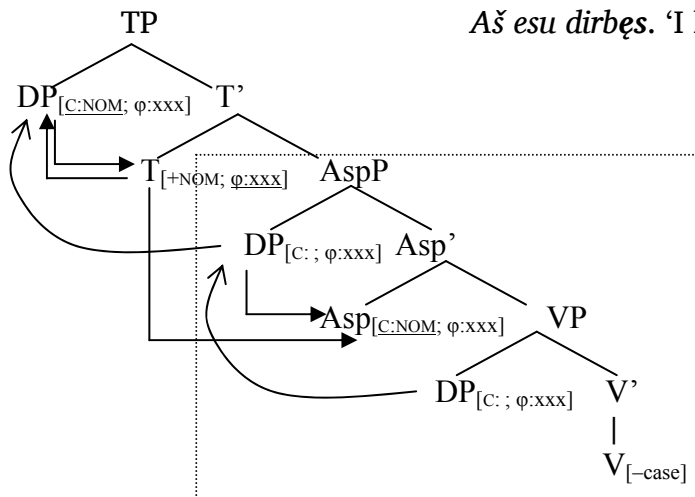 TP
Aš esu dirbęs. ‘I
DP[C:NOM; φ:xxx] T’
T[+NOM; φ:xxx] AspP
DP[C: ; φ:xxx] Asp’
Asp[C:NOM; φ:xxx] VP
DP[C: ; φ:xxx] V’
V[–case]